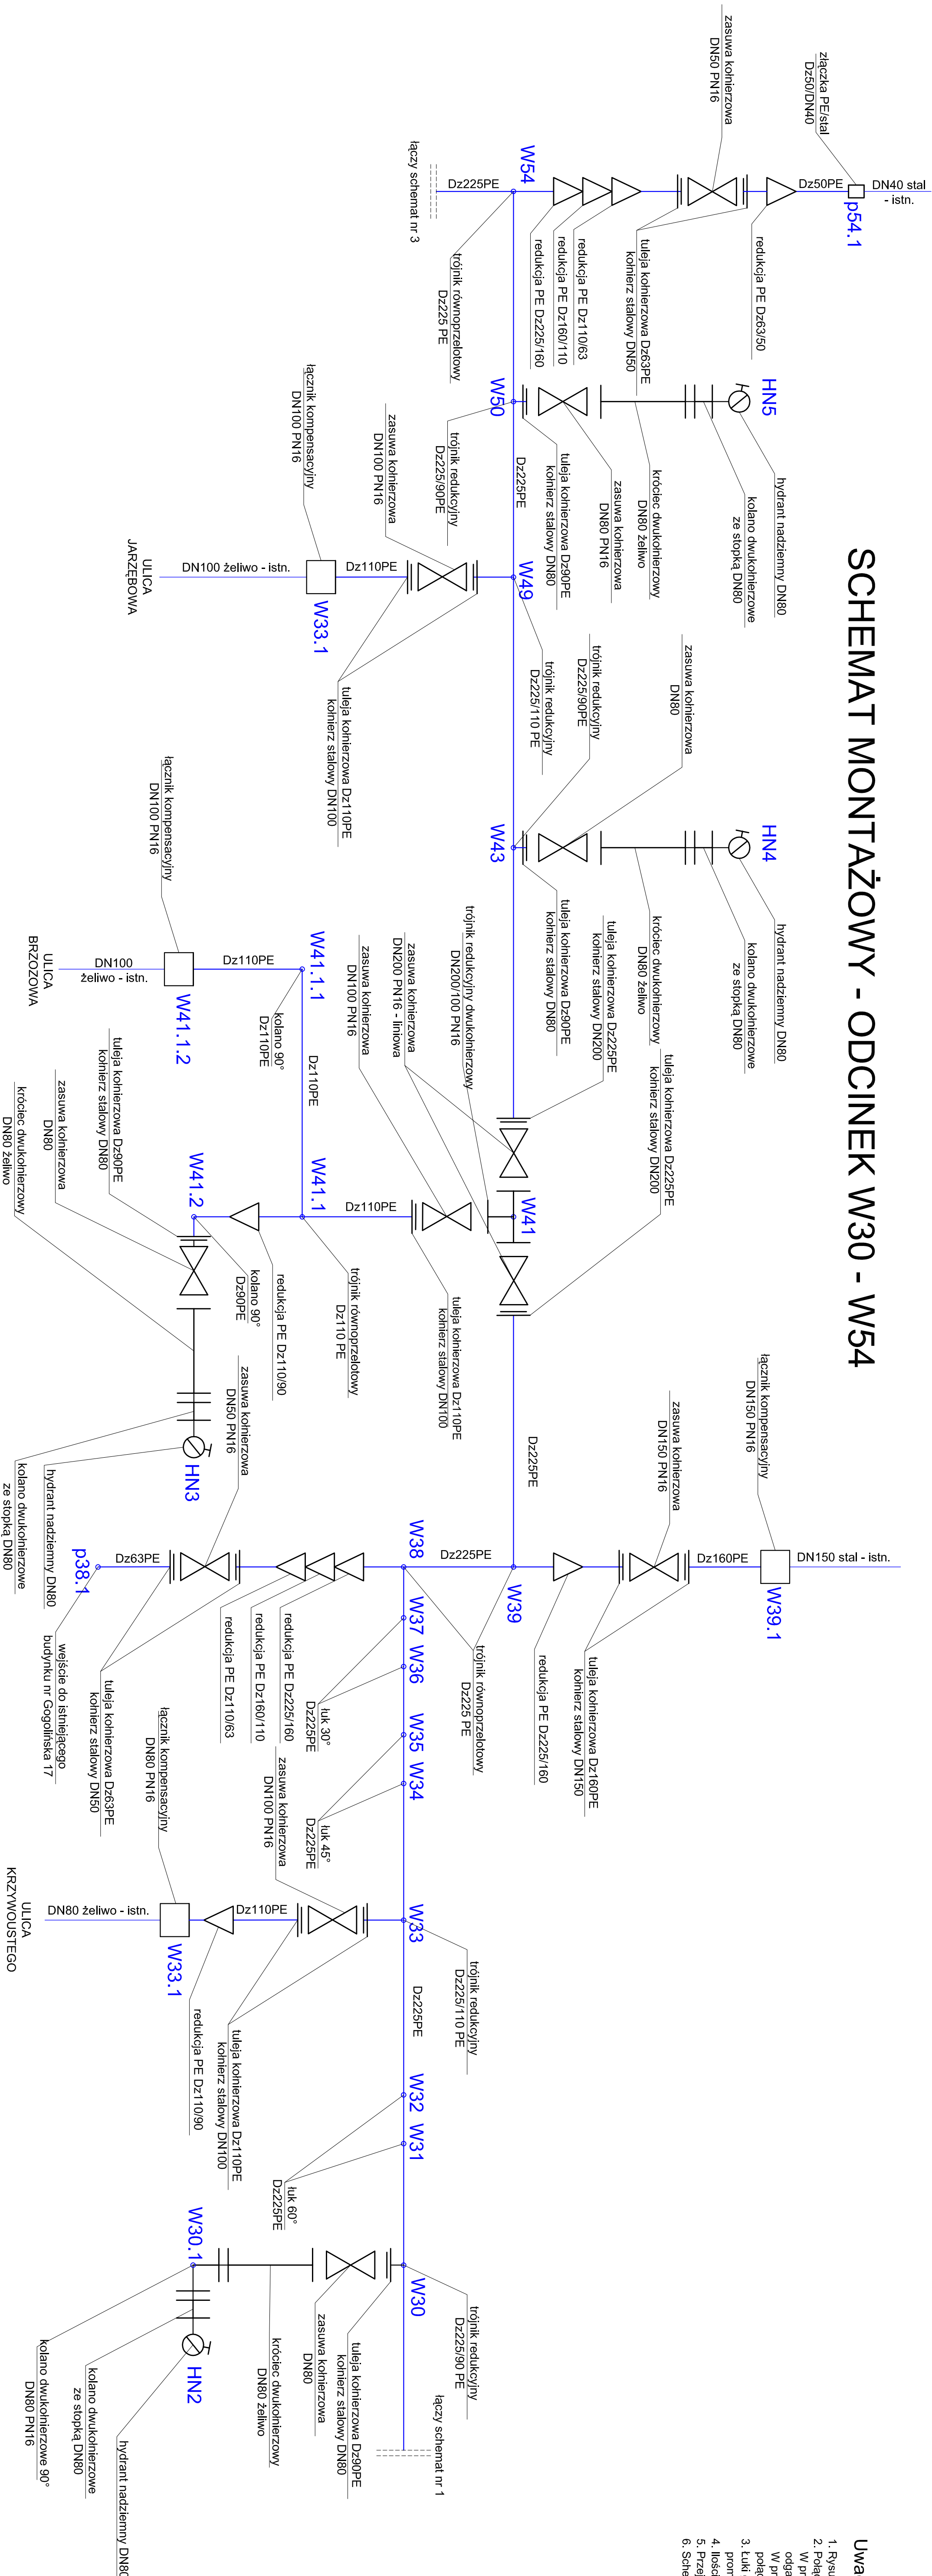 SCHEMAT MONTAŻOWY - ODCINEK W30 - W54
DN40 stal
- istn.
złączka PE/stal
Dz50/DN40
p54.1
Dz50PE
zasuwa kołnierzowa
DN50 PN16
redukcja PE Dz63/50
tuleja kołnierzowa Dz63PE
kołnierz stalowy DN50
redukcja PE Dz110/63
redukcja PE Dz160/110
redukcja PE Dz225/160
W54
Dz225PE
łączy schemat nr 3
trójnik równoprzelotowy
Dz225 PE
HN5
hydrant nadziemny DN80
kolano dwukołnierzowe
ze stopką DN80
króciec dwukołnierzowy
DN80 żeliwo
zasuwa kołnierzowa
DN80 PN16
tuleja kołnierzowa Dz90PE
kołnierz stalowy DN80
W50
Dz225PE
trójnik redukcyjny
Dz225/90PE
zasuwa kołnierzowa
DN100 PN16
łącznik kompensacyjny
DN100 PN16
W49
trójnik redukcyjny
Dz225/110 PE
Dz110PE
W33.1
DN100 żeliwo - istn.
ULICA
JARZĘBOWA
tuleja kołnierzowa Dz110PE
kołnierz stalowy DN100
HN4
hydrant nadziemny DN80
kolano dwukołnierzowe
ze stopką DN80
zasuwa kołnierzowa
DN80
trójnik redukcyjny
Dz225/90PE
króciec dwukołnierzowy
DN80 żeliwo
tuleja kołnierzowa Dz90PE
kołnierz stalowy DN80
W43
tuleja kołnierzowa Dz225PE
kołnierz stalowy DN200
tuleja kołnierzowa Dz225PE
kołnierz stalowy DN200
trójnik redukcyjny dwukołnierzowy
DN200/100 PN16
zasuwa kołnierzowa
DN200 PN16 - liniowa
zasuwa kołnierzowa
DN100 PN16
W41
tuleja kołnierzowa Dz110PE
kołnierz stalowy DN100
Dz110PE
W41.1
trójnik równoprzelotowy
Dz110 PE
Dz110PE
W41.1.1
kolano 90°
Dz110PE
Dz110PE
łącznik kompensacyjny
DN100 PN16
W41.1.2
DN100
żeliwo - istn.
ULICA
BRZOZOWA
redukcja PE Dz110/90
kolano 90°
Dz90PE
W41.2
tuleja kołnierzowa Dz90PE
kołnierz stalowy DN80
zasuwa kołnierzowa
DN80
króciec dwukołnierzowy
DN80 żeliwo
HN3
hydrant nadziemny DN80
kolano dwukołnierzowe
ze stopką DN80
Dz225PE
DN150 stal - istn.
łącznik kompensacyjny
DN150 PN16
W39.1
Dz160PE
zasuwa kołnierzowa
DN150 PN16
tuleja kołnierzowa Dz160PE
kołnierz stalowy DN150
redukcja PE Dz225/160
W39
trójnik równoprzelotowy
Dz225 PE
Dz225PE
W38
redukcja PE Dz225/160
redukcja PE Dz160/110
redukcja PE Dz110/63
zasuwa kołnierzowa
DN50 PN16
tuleja kołnierzowa Dz63PE
kołnierz stalowy DN50
Dz63PE
p38.1
wejście do istniejącego
budynku nr Gogolińska 17
W37
W36
łuk 30°
Dz225PE
W35
W34
łuk 45°
Dz225PE
W33
trójnik redukcyjny
Dz225/110 PE
zasuwa kołnierzowa
DN100 PN16
tuleja kołnierzowa Dz110PE
kołnierz stalowy DN100
Dz110PE
redukcja PE Dz110/90
łącznik kompensacyjny
DN80 PN16
W33.1
DN80 żeliwo - istn.
ULICA
KRZYWOUSTEGO
Dz225PE
W32
W31
łuk 60°
Dz225PE
W30
trójnik redukcyjny
Dz225/90 PE
łączy schemat nr 1
tuleja kołnierzowa Dz90PE
kołnierz stalowy DN80
zasuwa kołnierzowa
DN80
króciec dwukołnierzowy
DN80 żeliwo
W30.1
HN2
hydrant nadziemny DN80
kolano dwukołnierzowe
ze stopką DN80
kolano dwukołnierzowe 90°
DN80 PN16
Uwa
1. Rysu
2. Połąc
W pr
odga
W pr
połąc
3. Łuki
prom
4. Ilości
5. Przej
6. Sche